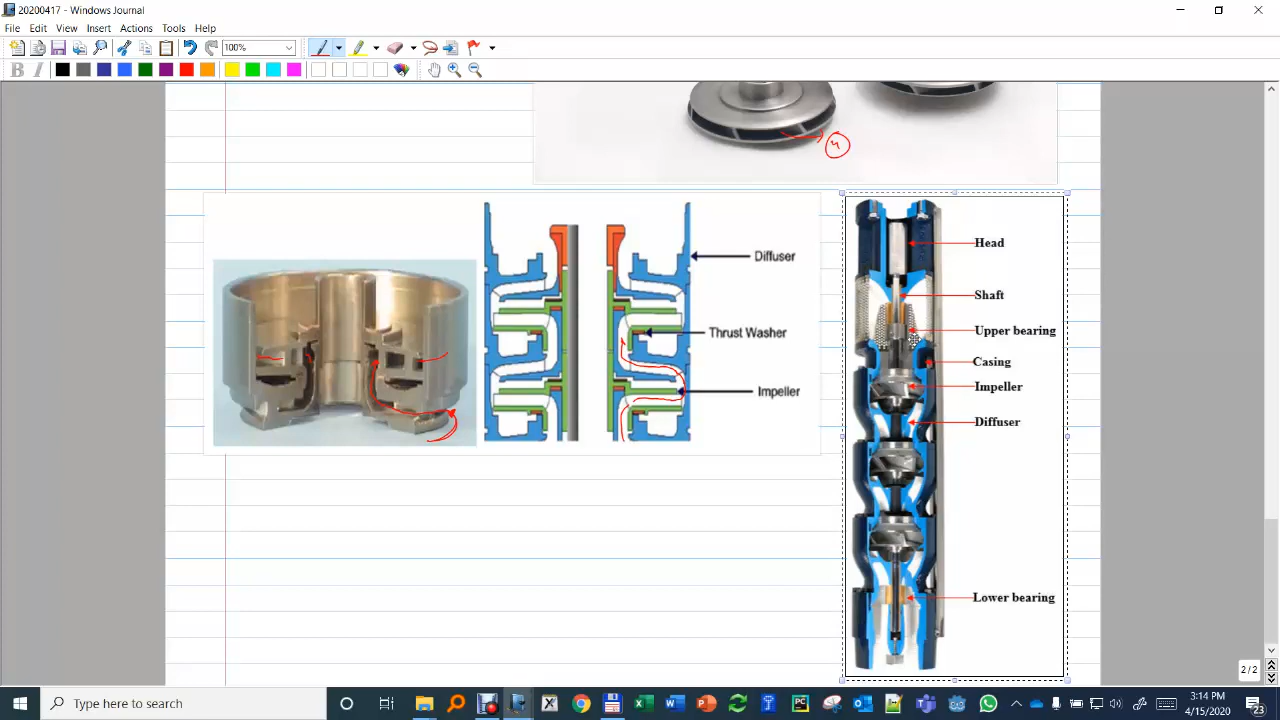 20200417 - Windows Journal
File Edit View Insert Actions Tools Help
100%
B I
Diffuser
Thrust Washer
Impeller
Head
Shaft
Upper bearing
Casing
Impeller
Diffuser
Lower bearing
2/2
Type here to search
3:14 PM
4/15/2020
23